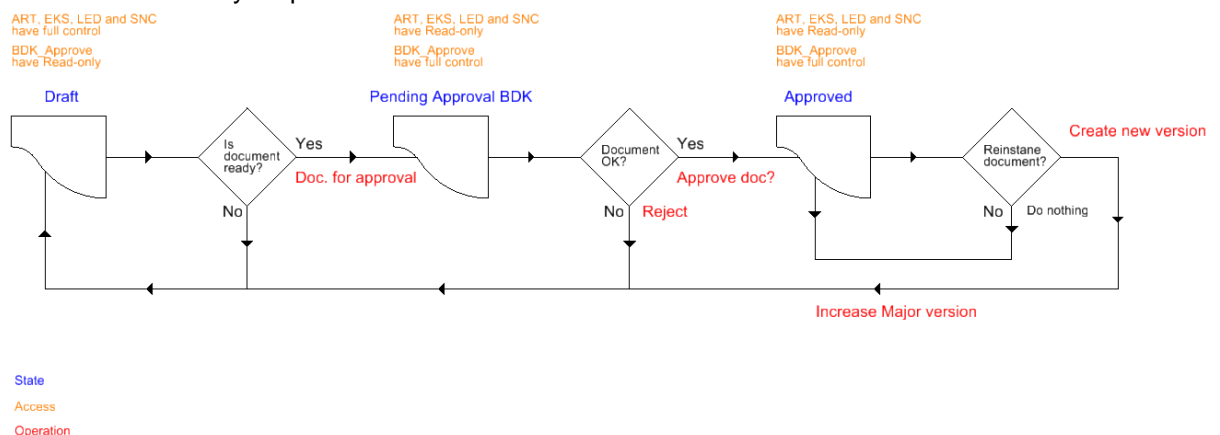 ART, EKS, LED and SNC
have full control
BDK_Approve
have Read-only
ART, EKS, LED and SNC
have Read-only
BDK_Approve
have full control
ART, EKS, LED and SNC
have Read-only
BDK_Approve
have full control
Draft
Pending Approval BDK
Approved
Is
document
ready?
Yes
Doc. for approval
No
Document
OK?
Yes
Approve doc?
No
Reject
Reinstane
document?
Create new version
No
Do nothing
Increase Major version
State
Access
Operation